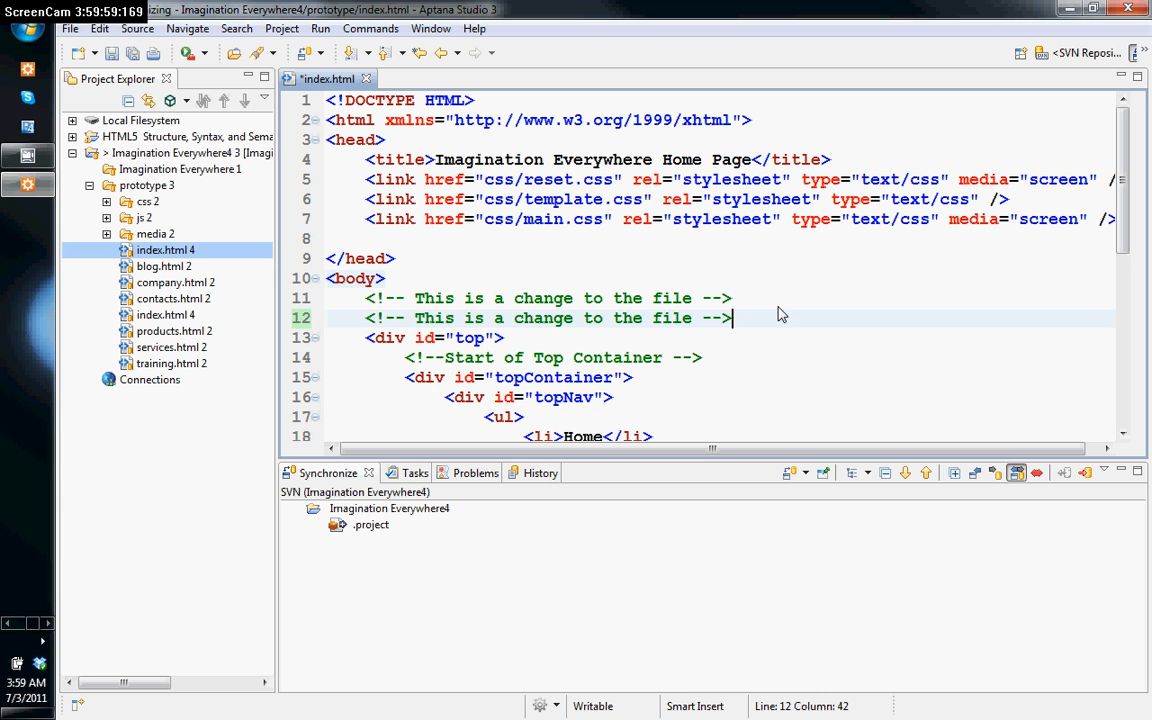 ScreenCam 3:59:59:169
izing - Imagination Everywhere4/prototype/index.html - Aptana Studio 3
File Edit Source Navigate Search Project Run Commands Window Help
<SVN Reposi...
Project Explorer
*index.html
Local Filesystem
HTML5 Structure, Syntax, and Sema
> Imagination Everywhere4 3 [Imagi
Imagination Everywhere 1
prototype 3
css 2
js 2
media 2
index.html 4
blog.html 2
company.html 2
contacts.html 2
index.html 4
products.html 2
services.html 2
training.html 2
Connections
1 <!DOCTYPE HTML>
2 <html xmlns="http://www.w3.org/1999/xhtml">
3 <head>
4 <title>Imagination Everywhere Home Page</title>
5 <link href="css/reset.css" rel="stylesheet" type="text/css" media="screen" /
6 <link href="css/template.css" rel="stylesheet" type="text/css" />
7 <link href="css/main.css" rel="stylesheet" type="text/css" media="screen" />
8
9 </head>
10 <body>
11 <!-- This is a change to the file -->
12 <!-- This is a change to the file -->
13 <div id="top">
14 <!--Start of Top Container -->
15 <div id="topContainer">
16 <div id="topNav">
17 <ul>
18 <li>Home</li>
Synchronize Tasks Problems History
SVN (Imagination Everywhere4)
Imagination Everywhere4
.project
3:59 AM
7/3/2011
Writable Smart Insert Line: 12 Column: 42